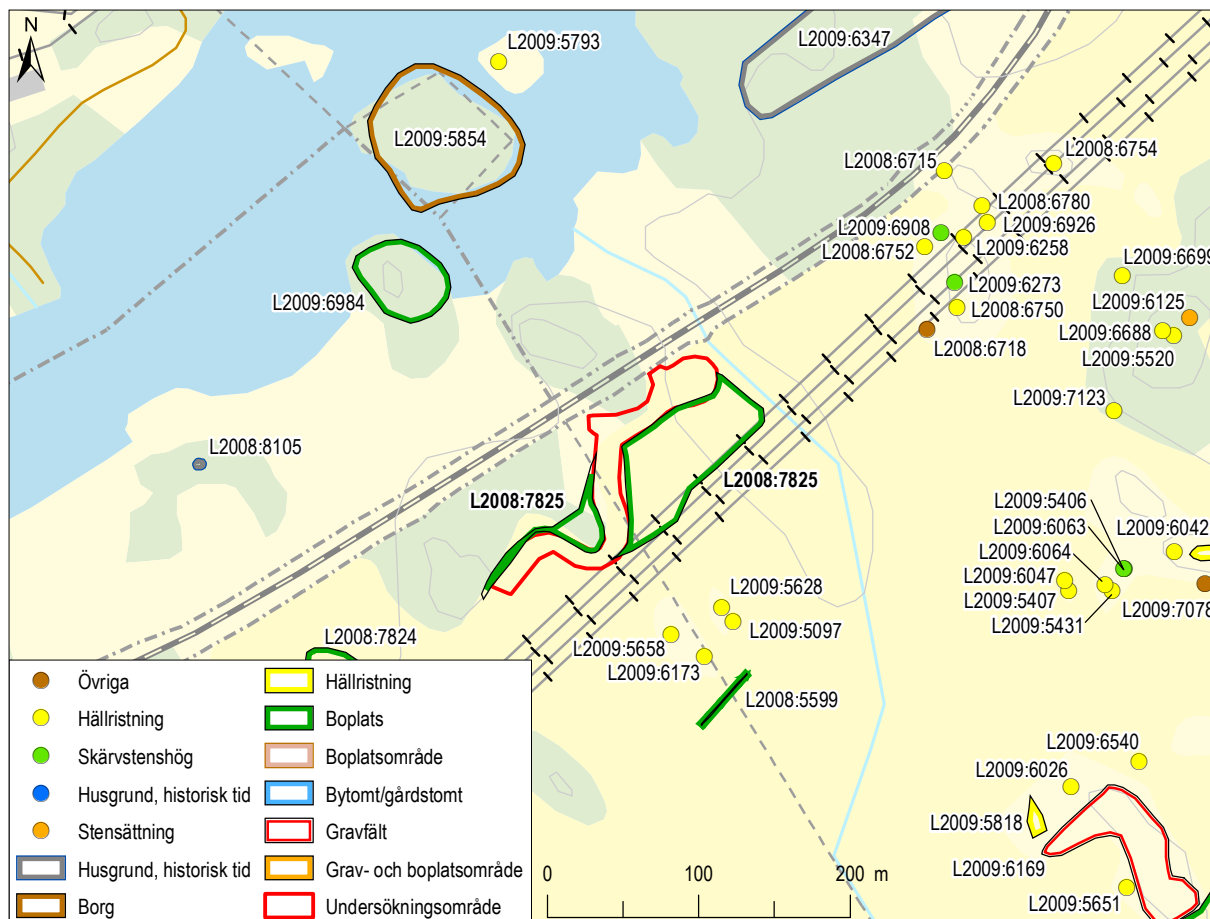 N
L2009:5793
L2009:6347
L2009:5854
L2008:6754
L2008:6715
L2008:6780
L2009:6908
L2009:6926
L2008:6752
L2009:6258
L2009:6699
L2009:6984
L2009:6273
L2009:6125
L2008:6750
L2009:6688
L2008:6718
L2009:5520
L2009:7123
L2008:8105
L2008:7825
L2008:7825
L2009:5406
L2009:6063
L2009:6042
L2009:6064
L2009:6047
L2009:5407
L2009:7078
L2009:5431
L2009:5628
L2009:5097
L2009:5658
L2008:7824
L2009:6173
L2008:5599
L2009:6540
L2009:6026
L2009:5818
L2009:6169
L2009:5651
Övriga
Hällristning
Skärvstenshög
Husgrund, historisk tid
Stensättning
Husgrund, historisk tid
Borg
Hällristning
Boplats
Boplatsområde
Bytomt/gårdstomt
Gravfält
Grav- och boplatsområde
Undersökningsområde
0 100 200 m